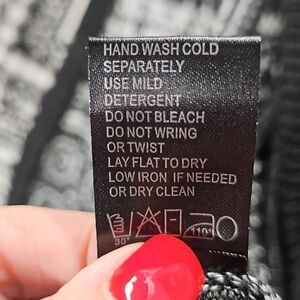 HAND WASH COLD
SEPARATELY
USE MILD
DETERGENT
DO NOT BLEACH
DO NOT WRING
OR TWIST
LAY FLAT TO DRY
LOW IRON IF NEEDED
OR DRY CLEAN
30° 110°